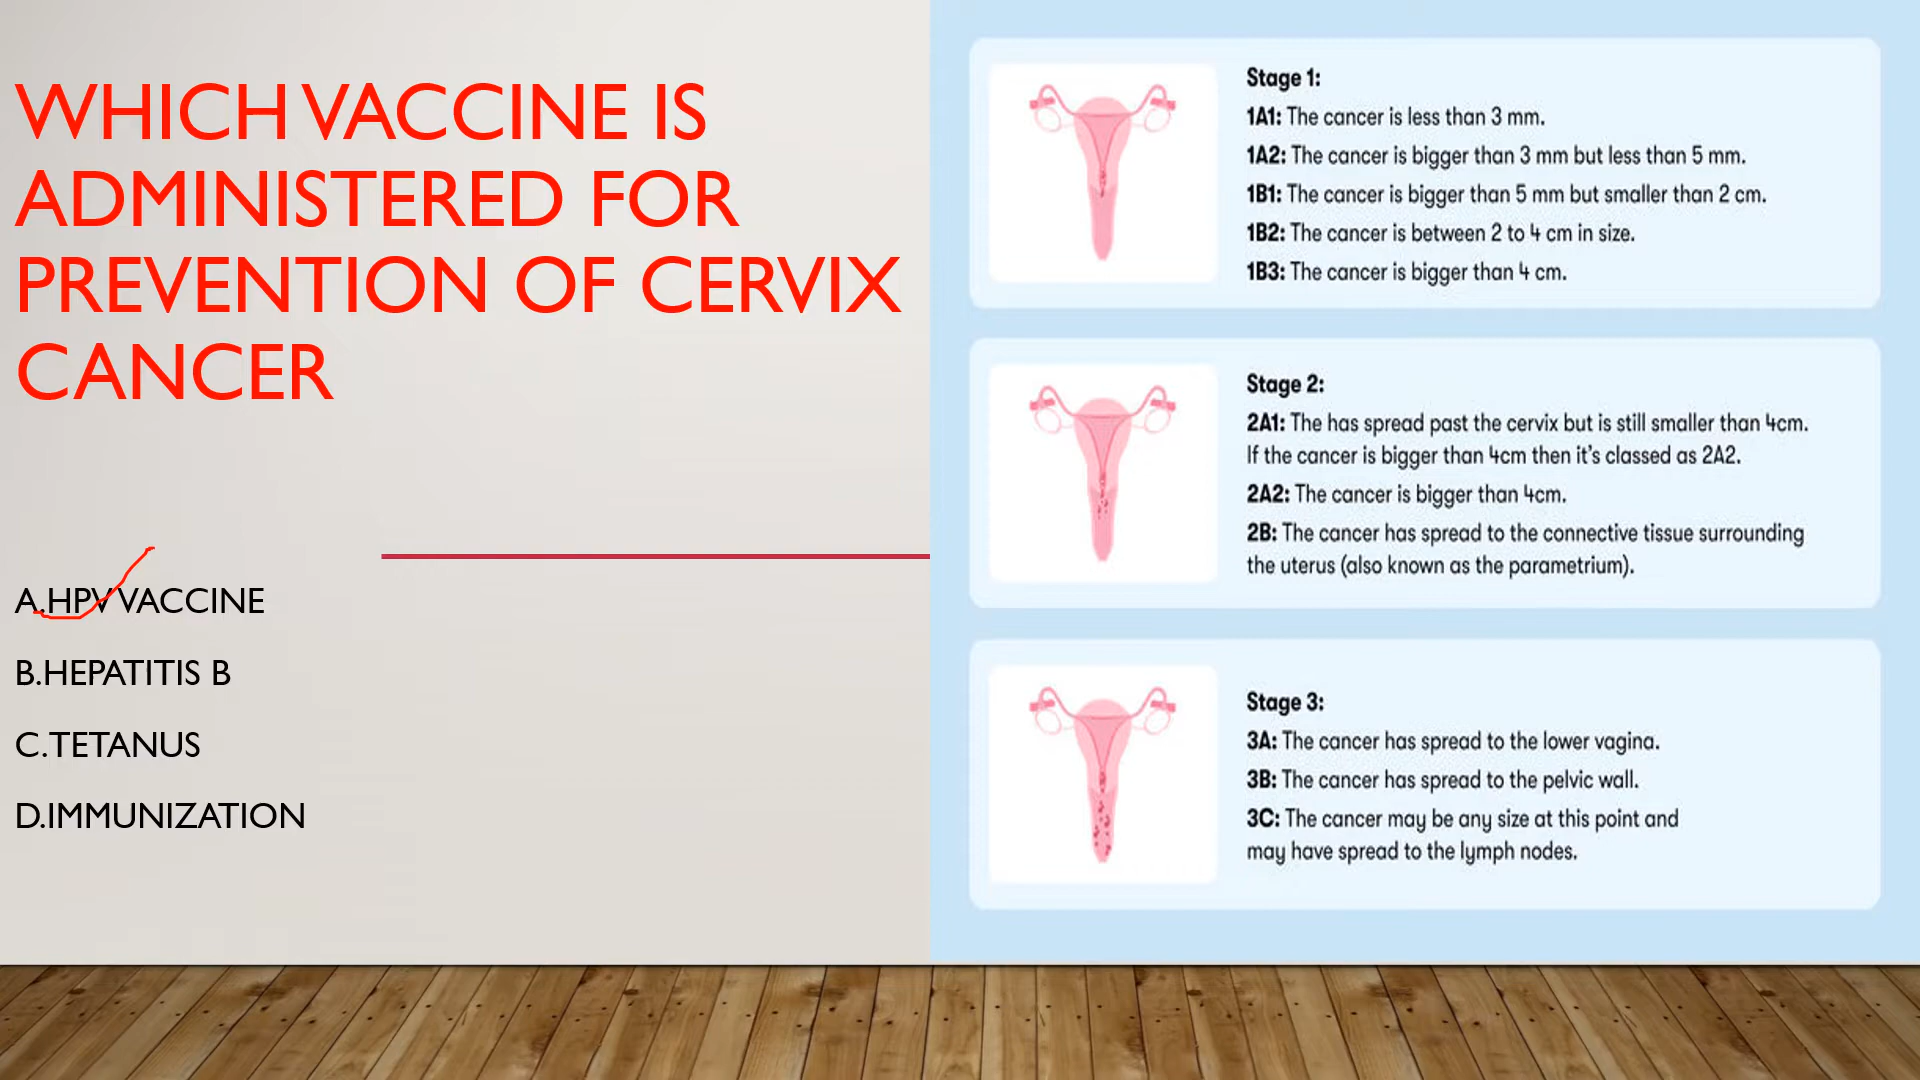 WHICH VACCINE IS
ADMINISTERED FOR
PREVENTION OF CERVIX
CANCER
A.HPV VACCINE
B.HEPATITIS B
C.TETANUS
D.IMMUNIZATION
Stage 1:
1A1: The cancer is less than 3 mm.
1A2: The cancer is bigger than 3 mm but less than 5 mm.
1B1: The cancer is bigger than 5 mm but smaller than 2 cm.
1B2: The cancer is between 2 to 4 cm in size.
1B3: The cancer is bigger than 4 cm.
Stage 2:
2A1: The has spread past the cervix but is still smaller than 4cm.
If the cancer is bigger than 4cm then it's classed as 2A2.
2A2: The cancer is bigger than 4cm.
2B: The cancer has spread to the connective tissue surrounding
the uterus (also known as the parametrium).
Stage 3:
3A: The cancer has spread to the lower vagina.
3B: The cancer has spread to the pelvic wall.
3C: The cancer may be any size at this point and
may have spread to the lymph nodes.